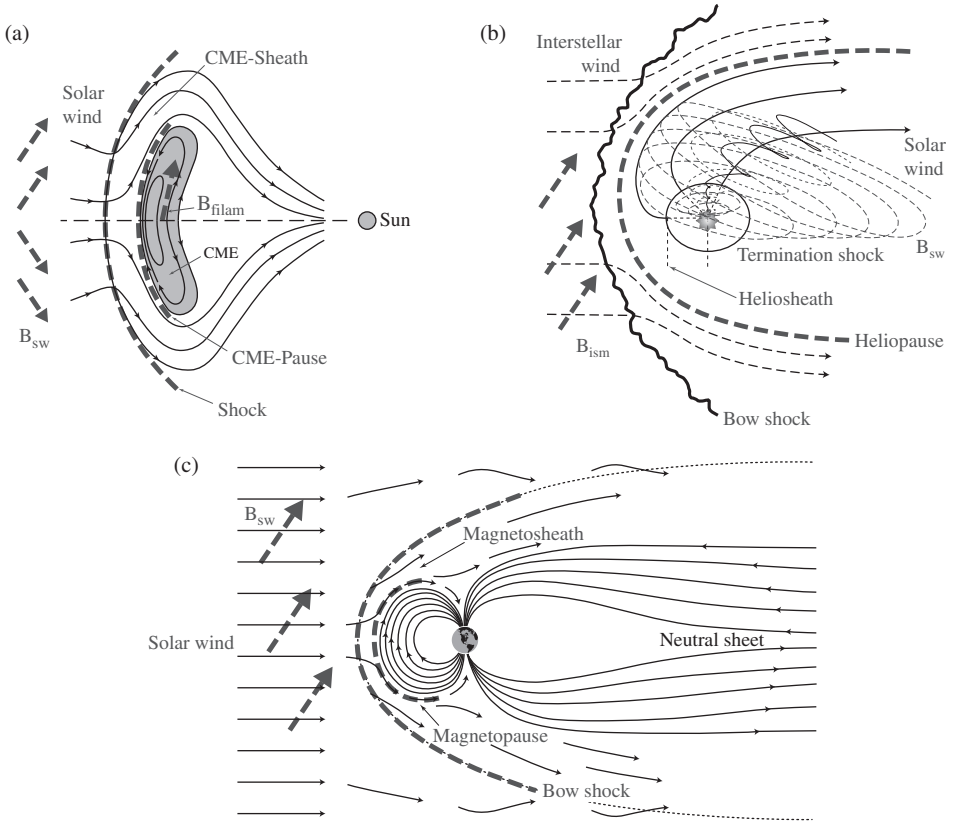 (a)
CME-Sheath
Solar
wind
B_filam
Sun
CME
B_sw
CME-Pause
Shock
(b)
Interstellar
wind
Solar
wind
B_sw
Termination shock
Heliosheath
B_ism
Heliopause
Bow shock
(c)
B_sw
Magnetosheath
Solar wind
Neutral sheet
Magnetopause
Bow shock